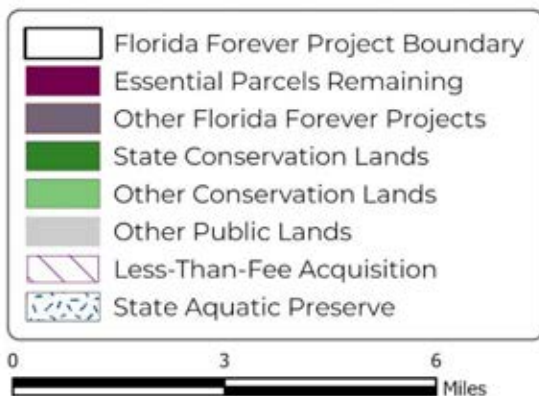 Florida Forever Project Boundary
Essential Parcels Remaining
Other Florida Forever Projects
State Conservation Lands
Other Conservation Lands
Other Public Lands
Less-Than-Fee Acquisition
State Aquatic Preserve
0 3 6
Miles